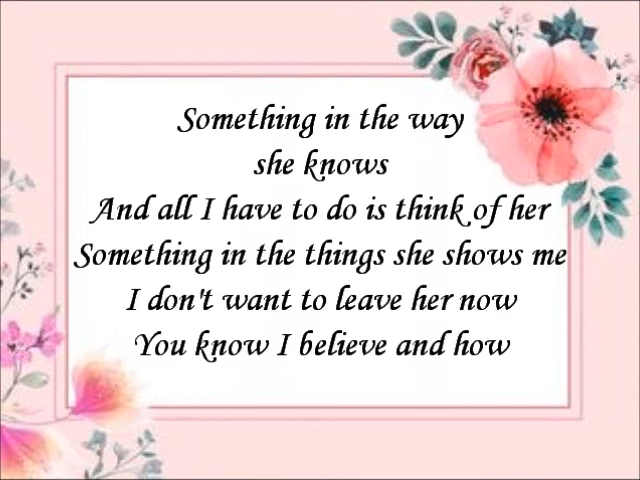 Something in the way
she knows
And all I have to do is think of her
Something in the things she shows me
I don't want to leave her now
You know I believe and how